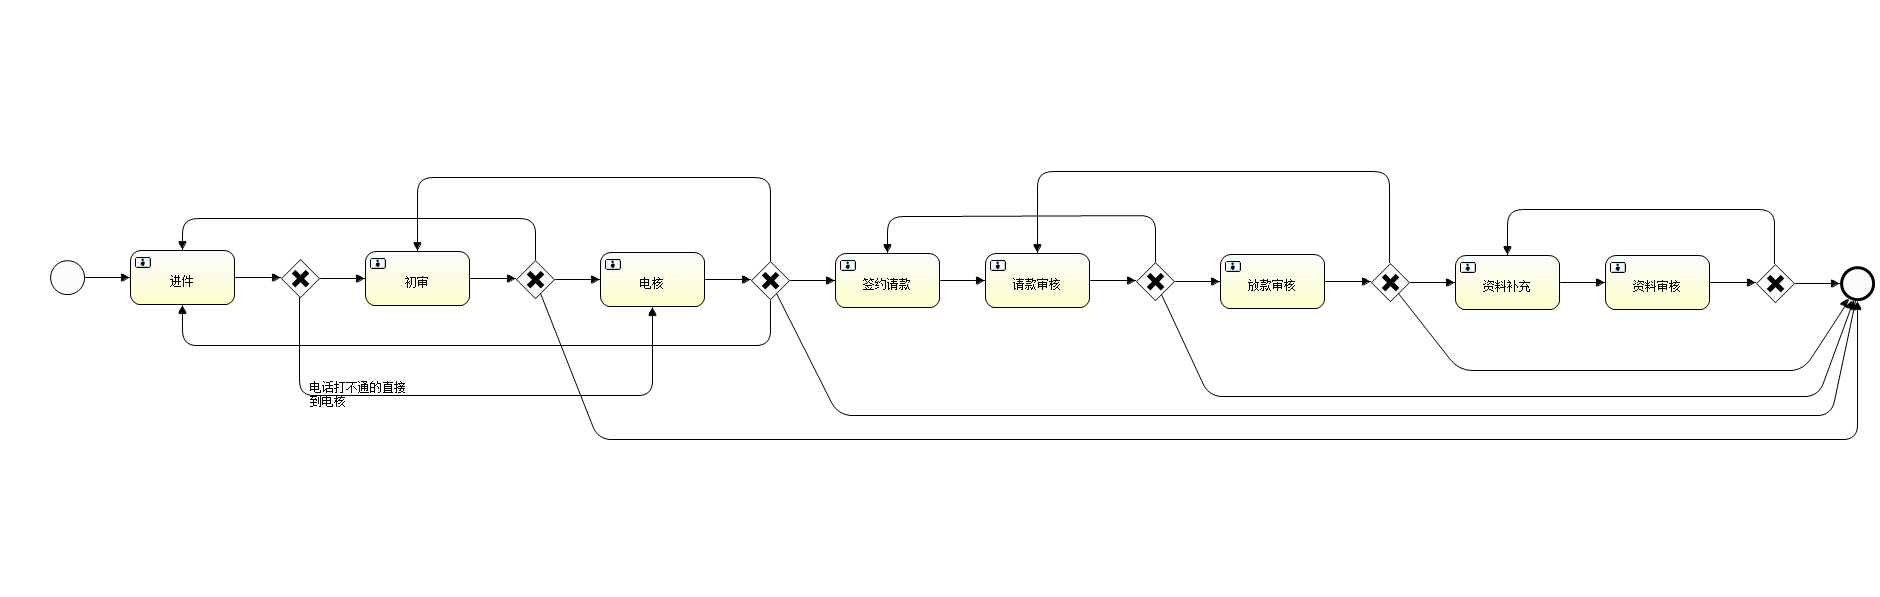 进件
初审
电核
签约请款
请款审核
放款审核
资料补充
资料审核
电话打不通的直接
到电核